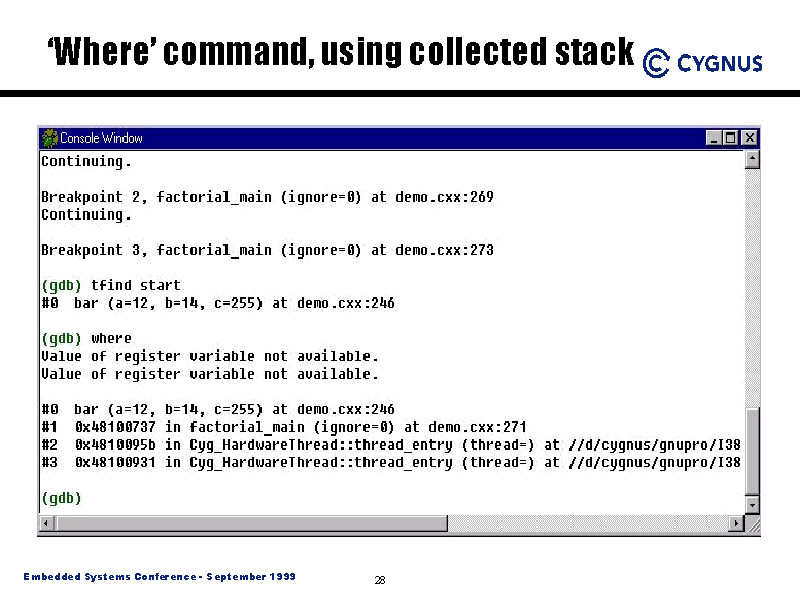 ‘Where’ command, using collected stack
CYGNUS
Console Window
Continuing.
Breakpoint 2, factorial_main (ignore=0) at demo.cxx:269
Continuing.
Breakpoint 3, factorial_main (ignore=0) at demo.cxx:273
(gdb) tfind start
#0  bar (a=12, b=14, c=255) at demo.cxx:246
(gdb) where
Value of register variable not available.
Value of register variable not available.
#0  bar (a=12, b=14, c=255) at demo.cxx:246
#1  0x48100737 in factorial_main (ignore=0) at demo.cxx:271
#2  0x4810095b in Cyg_HardwareThread::thread_entry (thread=) at //d/cygnus/gnupro/I38
#3  0x48100931 in Cyg_HardwareThread::thread_entry (thread=) at //d/cygnus/gnupro/I38
(gdb)
Embedded Systems Conference - September 1999
28